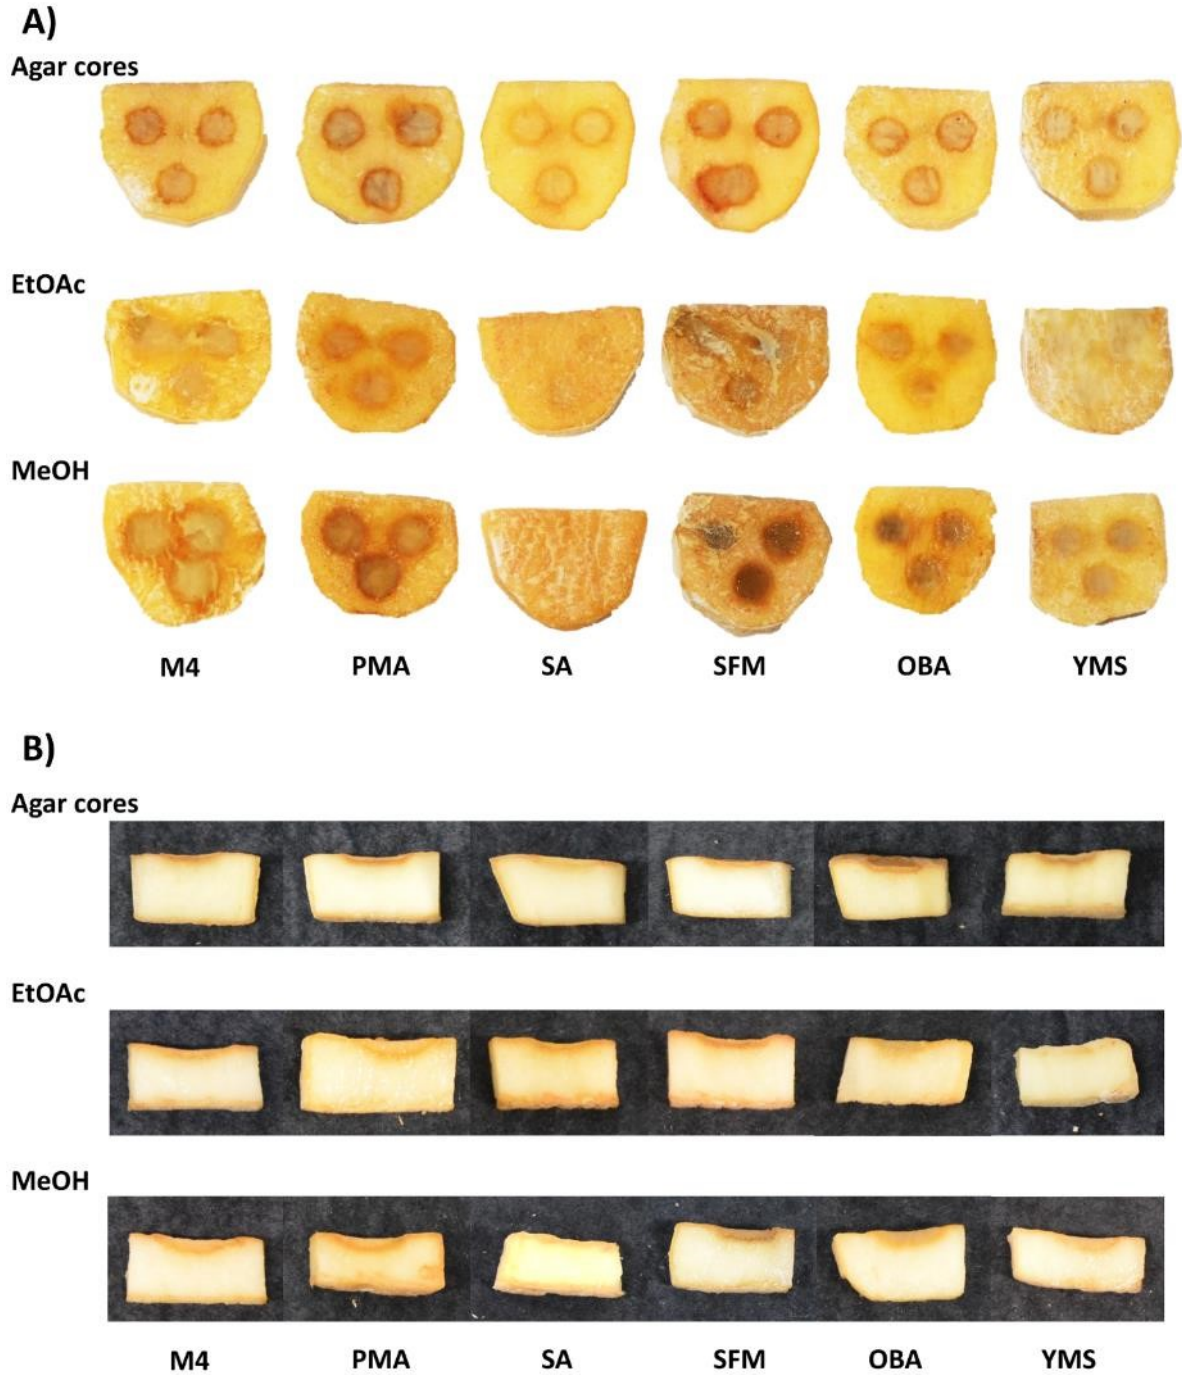 A)
Agar cores
EtOAc
MeOH
M4 PMA SA SFM OBA YMS
B)
Agar cores
EtOAc
MeOH
M4 PMA SA SFM OBA YMS